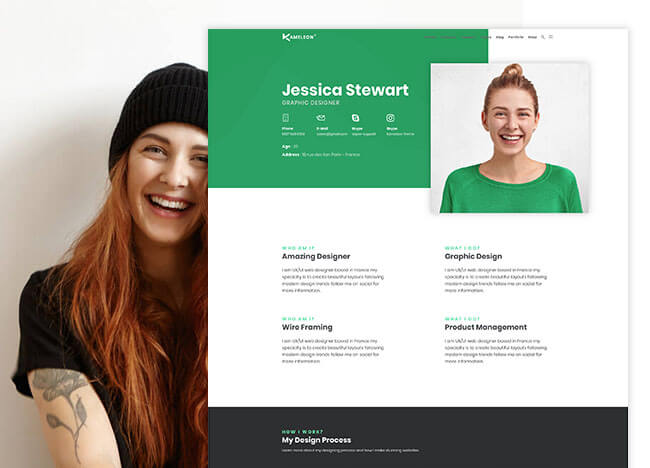 KAMELEON
Blog Portfolio Shop
Jessica Stewart
GRAPHIC DESIGNER
Phone E-Mail Skype Skype
Age :
Address : 16 rue des lian Paris - France
WHO AM I?
Amazing Designer
I am UX/UI web designer based in France my
specialty is to create beautiful layouts following
modern design trends follow me on social for
more information.
WHAT I DO?
Graphic Design
I am UX/UI web designer based in France my
specialty is to create beautiful layouts following
modern design trends follow me on social for
more information.
WHO AM I?
Wire Framing
I am UX/UI web designer based in France my
specialty is to create beautiful layouts following
modern design trends follow me on social for
more information.
WHAT I DO?
Product Management
I am UX/UI web designer based in France my
specialty is to create beautiful layouts following
modern design trends follow me on social for
more information.
HOW I WORK?
My Design Process
Learn more about my designing process and how I make stunning websites